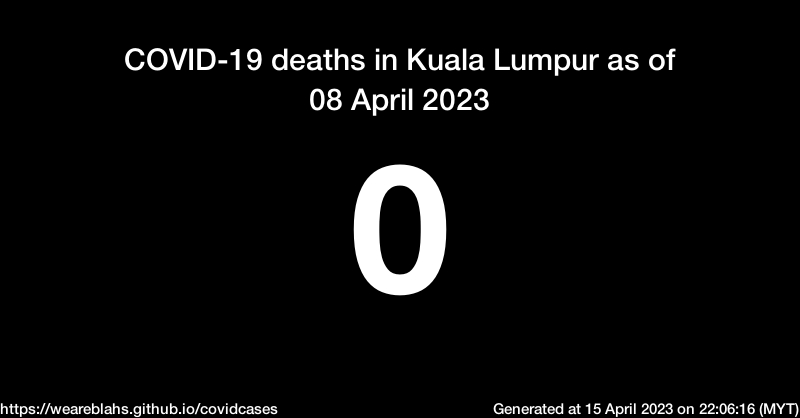 COVID-19 deaths in Kuala Lumpur as of
08 April 2023
0
https://weareblahs.github.io/covidcases
Generated at 15 April 2023 on 22:06:16 (MYT)